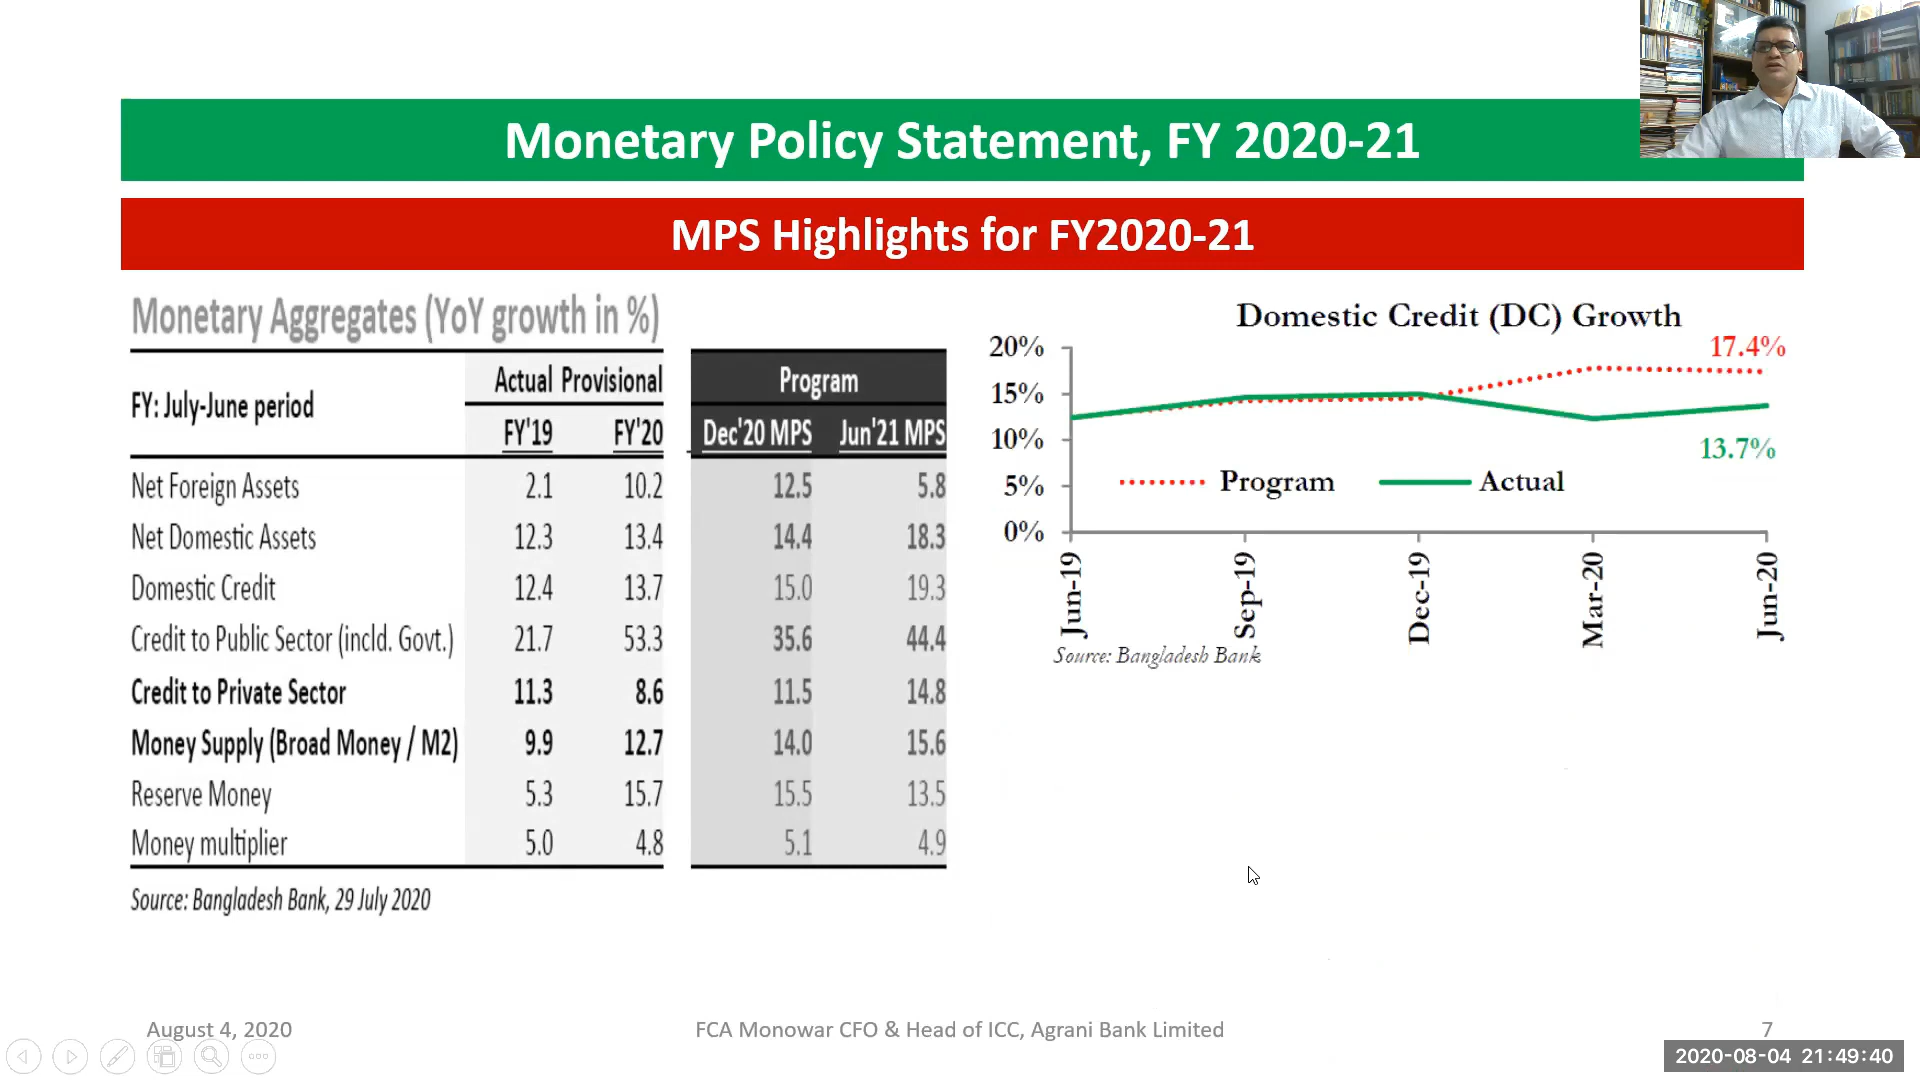 Monetary Policy Statement, FY 2020-21
MPS Highlights for FY2020-21
Monetary Aggregates (YoY growth in %)
FY: July-June period
Actual Provisional
FY'19 FY'20
Program
Dec'20 MPS Jun'21 MPS
Net Foreign Assets 2.1 10.2 12.5 5.8
Net Domestic Assets 12.3 13.4 14.4 18.3
Domestic Credit 12.4 13.7 15.0 19.3
Credit to Public Sector (incld. Govt.) 21.7 53.3 35.6 44.4
Credit to Private Sector 11.3 8.6 11.5 14.8
Money Supply (Broad Money / M2) 9.9 12.7 14.0 15.6
Reserve Money 5.3 15.7 15.5 13.5
Money multiplier 5.0 4.8 5.1 4.9
Source: Bangladesh Bank, 29 July 2020
Domestic Credit (DC) Growth
17.4%
20%
15%
10%
5%
0%
13.7%
Program Actual
Jun-19
Sep-19
Dec-19
Mar-20
Jun-20
Source: Bangladesh Bank
August 4, 2020 FCA Monowar CFO & Head of ICC, Agrani Bank Limited 7
2020-08-04 21:49:40